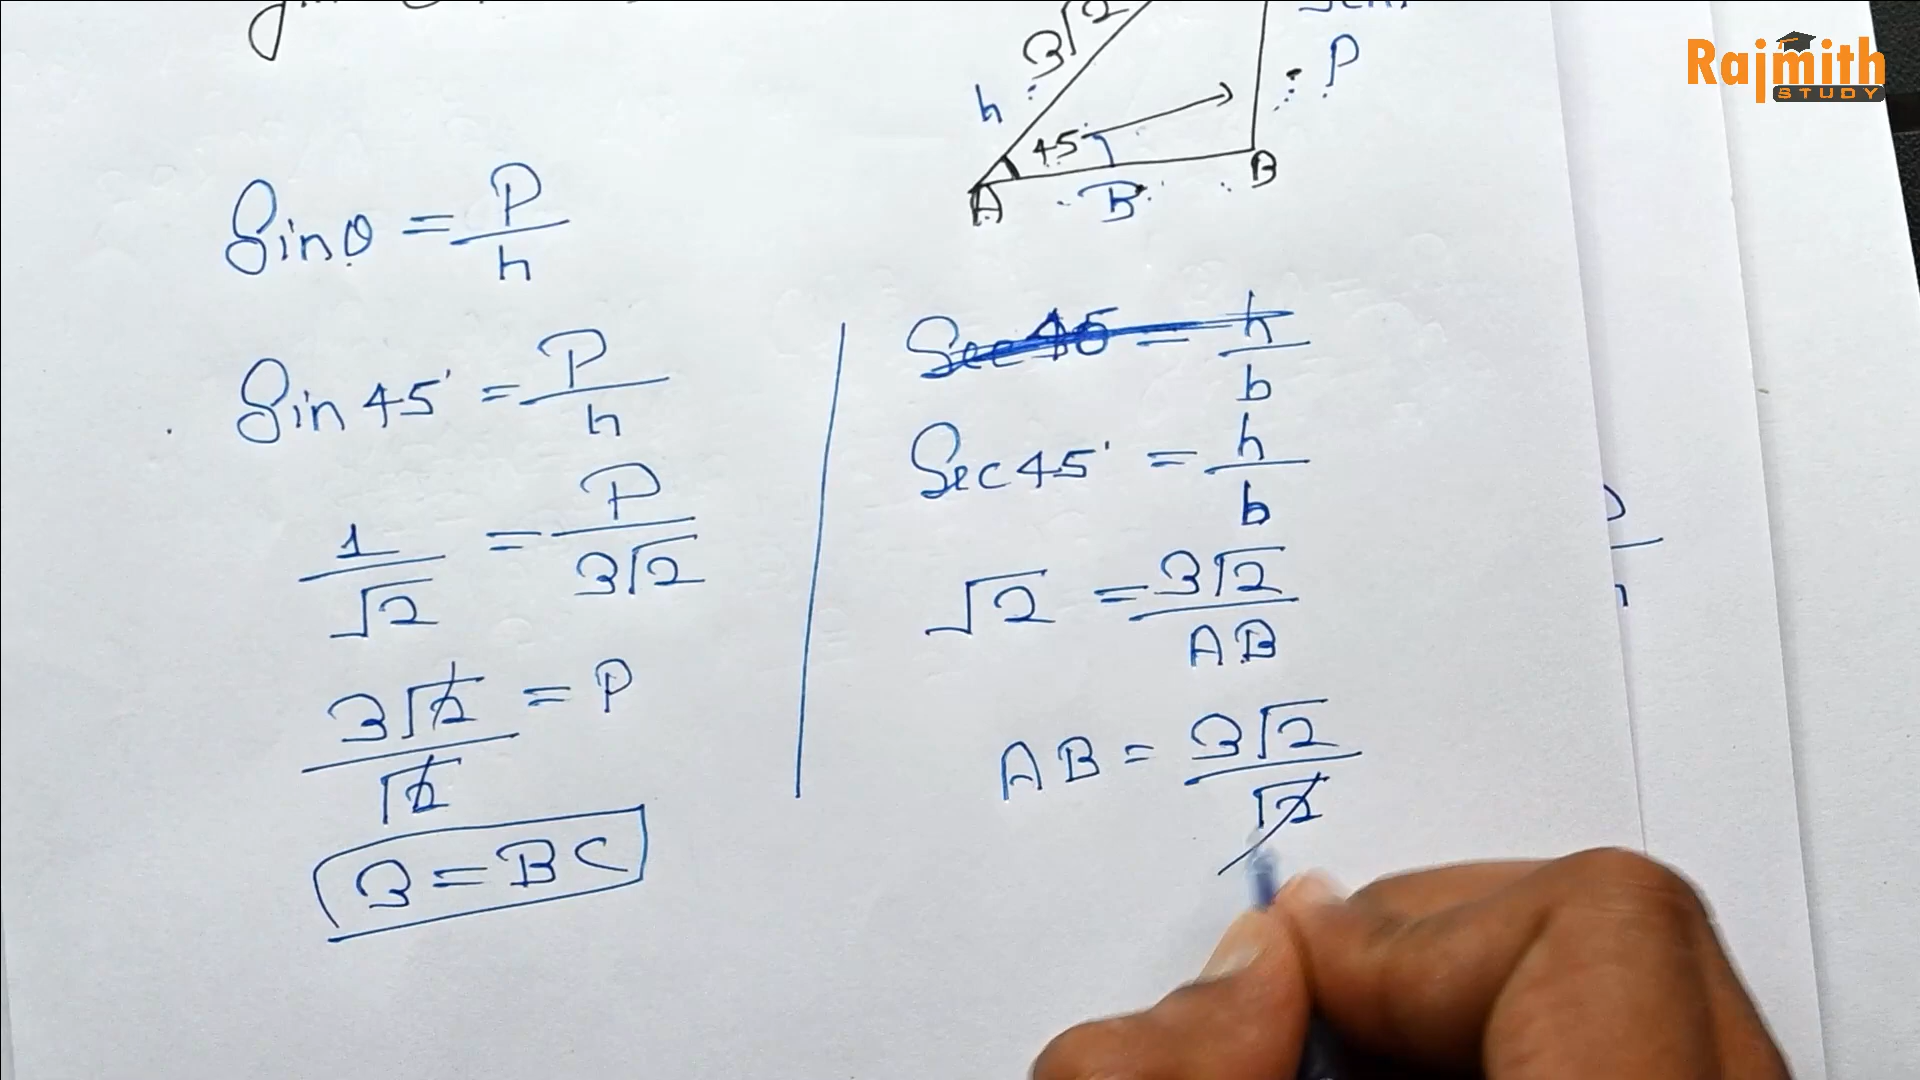 3√2
P
h
45°
A
B
B
Rajmith
STUDY
Sinθ = P/h
Sin 45° = P/h
1/√2 = P/3√2
3√2/√2 = P
3 = BC
Sec 45 = h/b
Sec 45° = h/b
√2 = 3√2/AB
AB = 3√2/√2